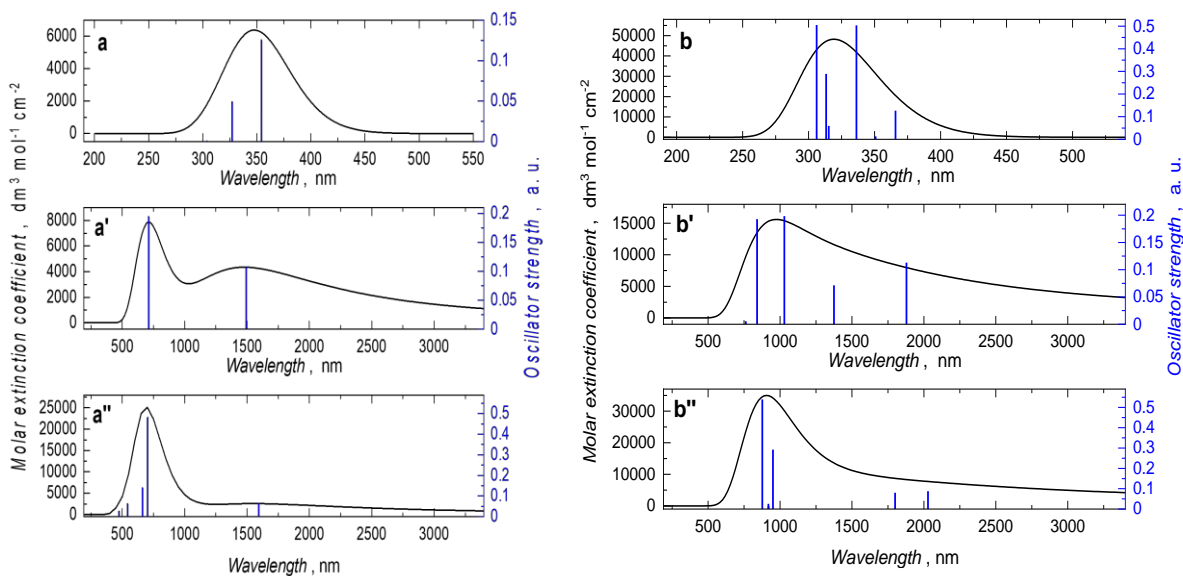 a
6000
4000
2000
0
200 250 300 350 400 450 500 550
Wavelength , nm
0.15
0.1
0.05
0
a'
8000
6000
4000
2000
0
500 1000 1500 2000 2500 3000
Wavelength , nm
0.2
0.15
0.1
0.05
0
a"
25000
20000
15000
10000
5000
0
500 1000 1500 2000 2500 3000
Wavelength , nm
0.5
0.4
0.3
0.2
0.1
0
Molar extinction coefficient , dm³ mol⁻¹ cm⁻²
Oscillator strength , a. u.
b
50000
40000
30000
20000
10000
0
200 250 300 350 400 450 500
Wavelength , nm
0.5
0.4
0.3
0.2
0.1
0
b'
15000
10000
5000
0
500 1000 1500 2000 2500 3000
Wavelength , nm
0.2
0.15
0.1
0.05
0
b"
30000
20000
10000
0
500 1000 1500 2000 2500 3000
Wavelength , nm
0.5
0.4
0.3
0.2
0.1
0
Molar extinction coefficient , dm³ mol⁻¹ cm⁻²
Oscillator strength , a. u.